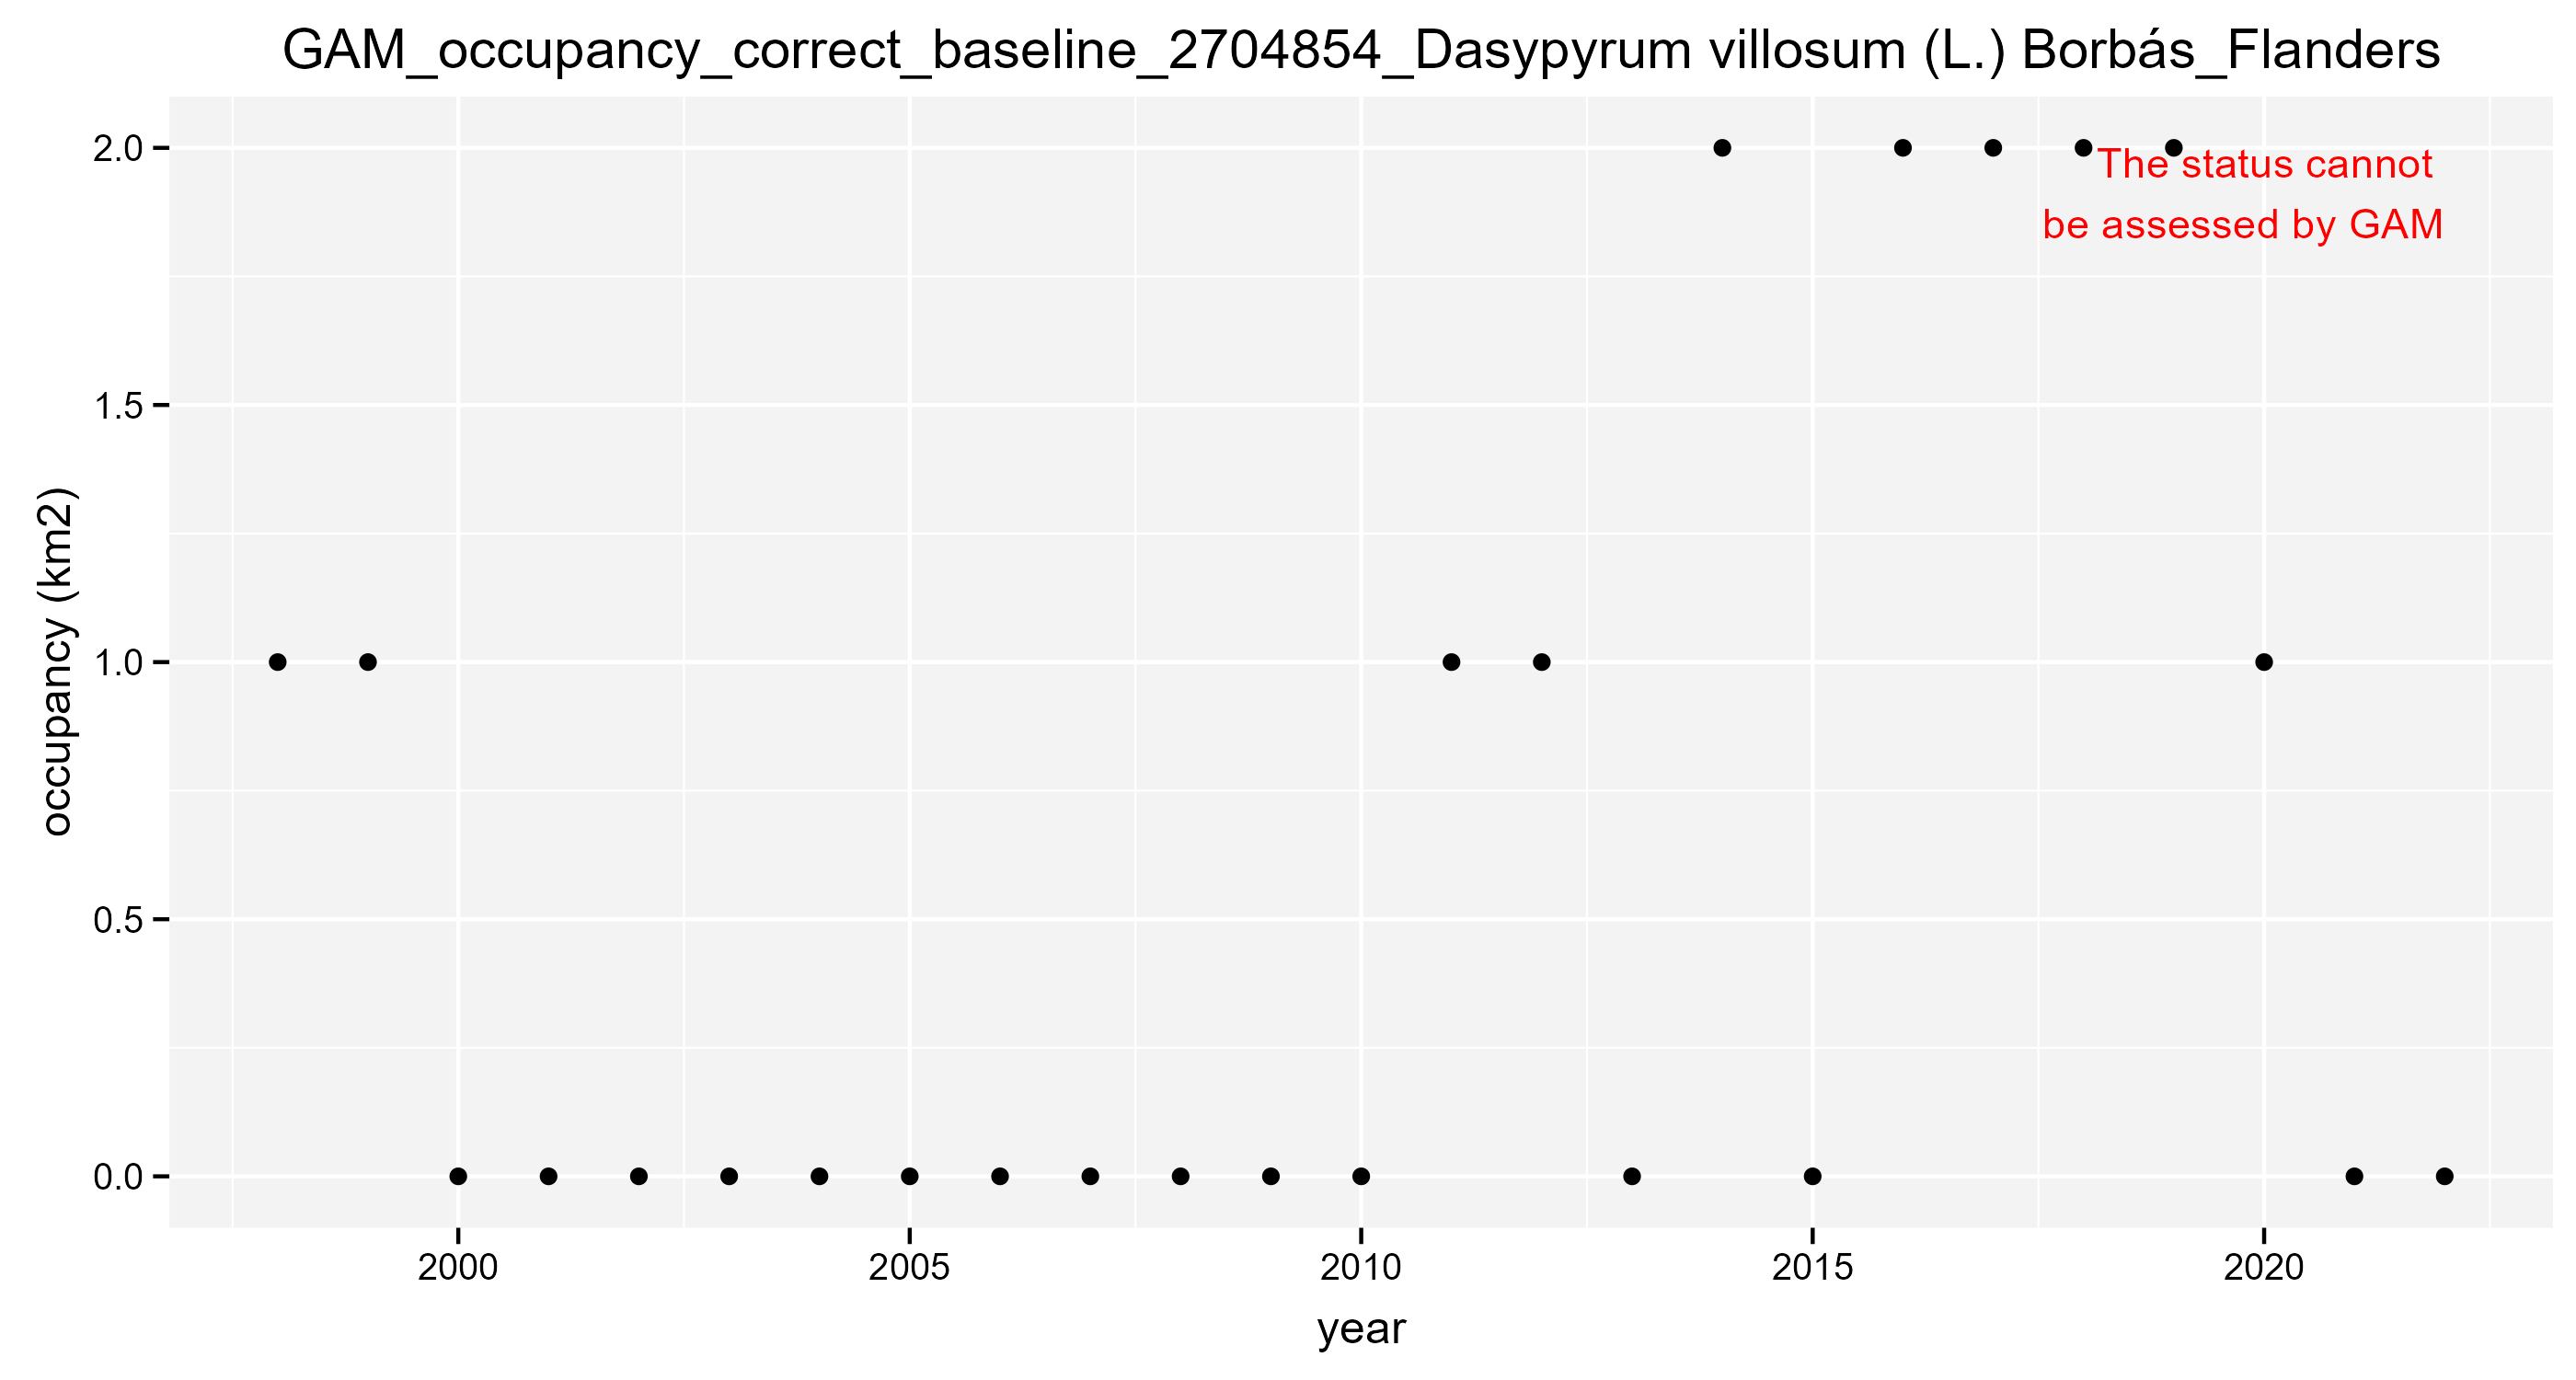 GAM_occupancy_correct_baseline_2704854_Dasypyrum villosum (L.) Borbás_Flanders
2.0
The status cannot
be assessed by GAM
1.5
1.0
0.5
0.0
occupancy (km2)
2000 2005 2010 2015 2020
year